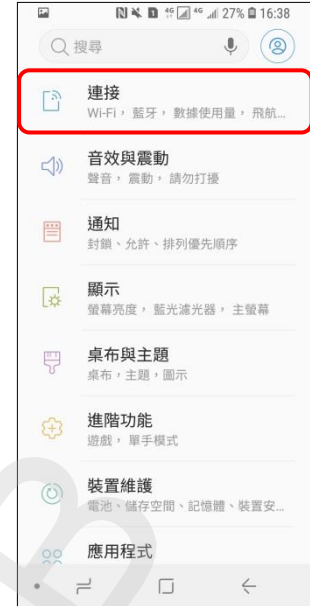 4G 4G 27% 16:38
搜尋
連接
Wi-Fi， 藍牙， 數據使用量， 飛航...
音效與震動
聲音， 震動， 請勿打擾
通知
封鎖、允許、排列優先順序
顯示
螢幕亮度， 藍光濾光器， 主螢幕
桌布與主題
桌布，主題，圖示
進階功能
遊戲， 單手模式
裝置維護
電池、儲存空間、記憶體、裝置安...
應用程式